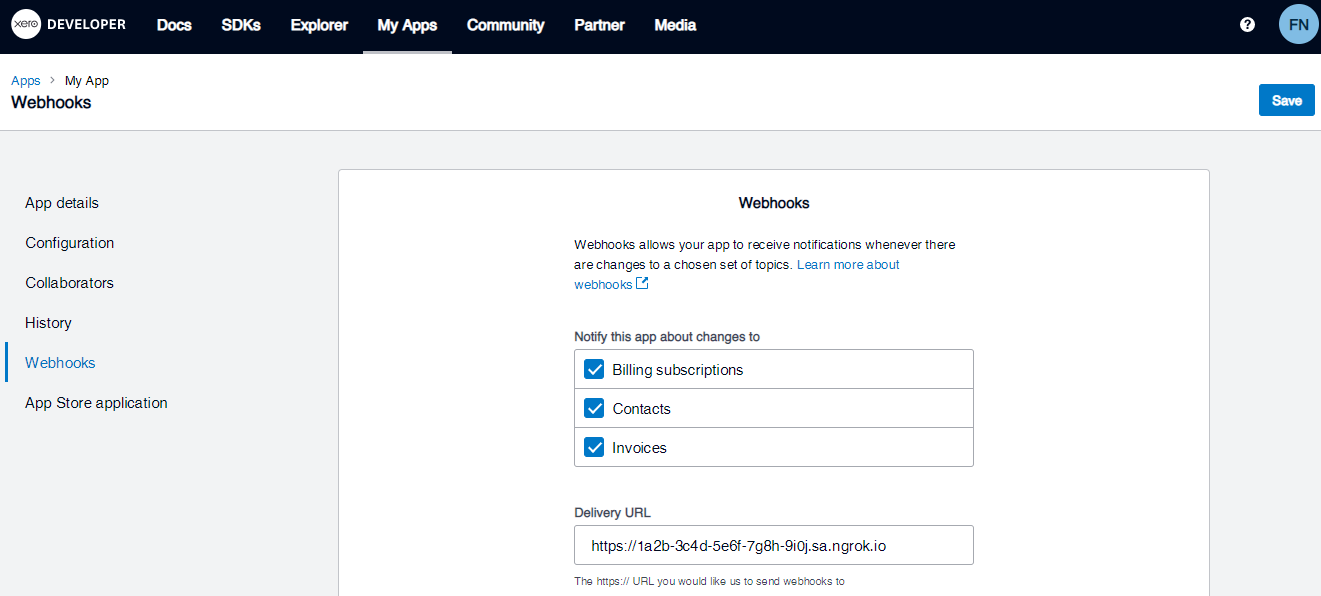 xero DEVELOPER Docs SDKs Explorer My Apps Community Partner Media ? FN
Apps > My App
Webhooks
Save
App details
Configuration
Collaborators
History
Webhooks
App Store application
Webhooks
Webhooks allows your app to receive notifications whenever there
are changes to a chosen set of topics. Learn more about
webhooks
Notify this app about changes to
Billing subscriptions
Contacts
Invoices
Delivery URL
https://1a2b-3c4d-5e6f-7g8h-9i0j.sa.ngrok.io
The https:// URL you would like us to send webhooks to